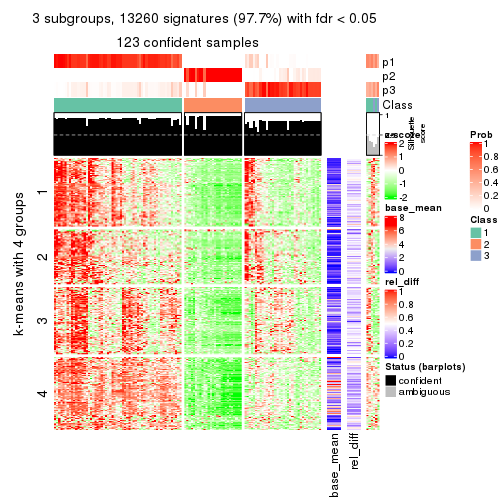 3 subgroups, 13260 signatures (97.7%) with fdr < 0.05
123 confident samples
p1
p2
p3
Class
1
Silhouette
score
z-score
2
1
0
-1
-2
base_mean
8
6
4
2
0
rel_diff
1
0.8
0.6
0.4
0.2
0
Status (barplots)
confident
ambiguous
Prob
1
0.8
0.6
0.4
0.2
0
Class
1
2
3
k-means with 4 groups
1
2
3
4
base_mean
rel_diff